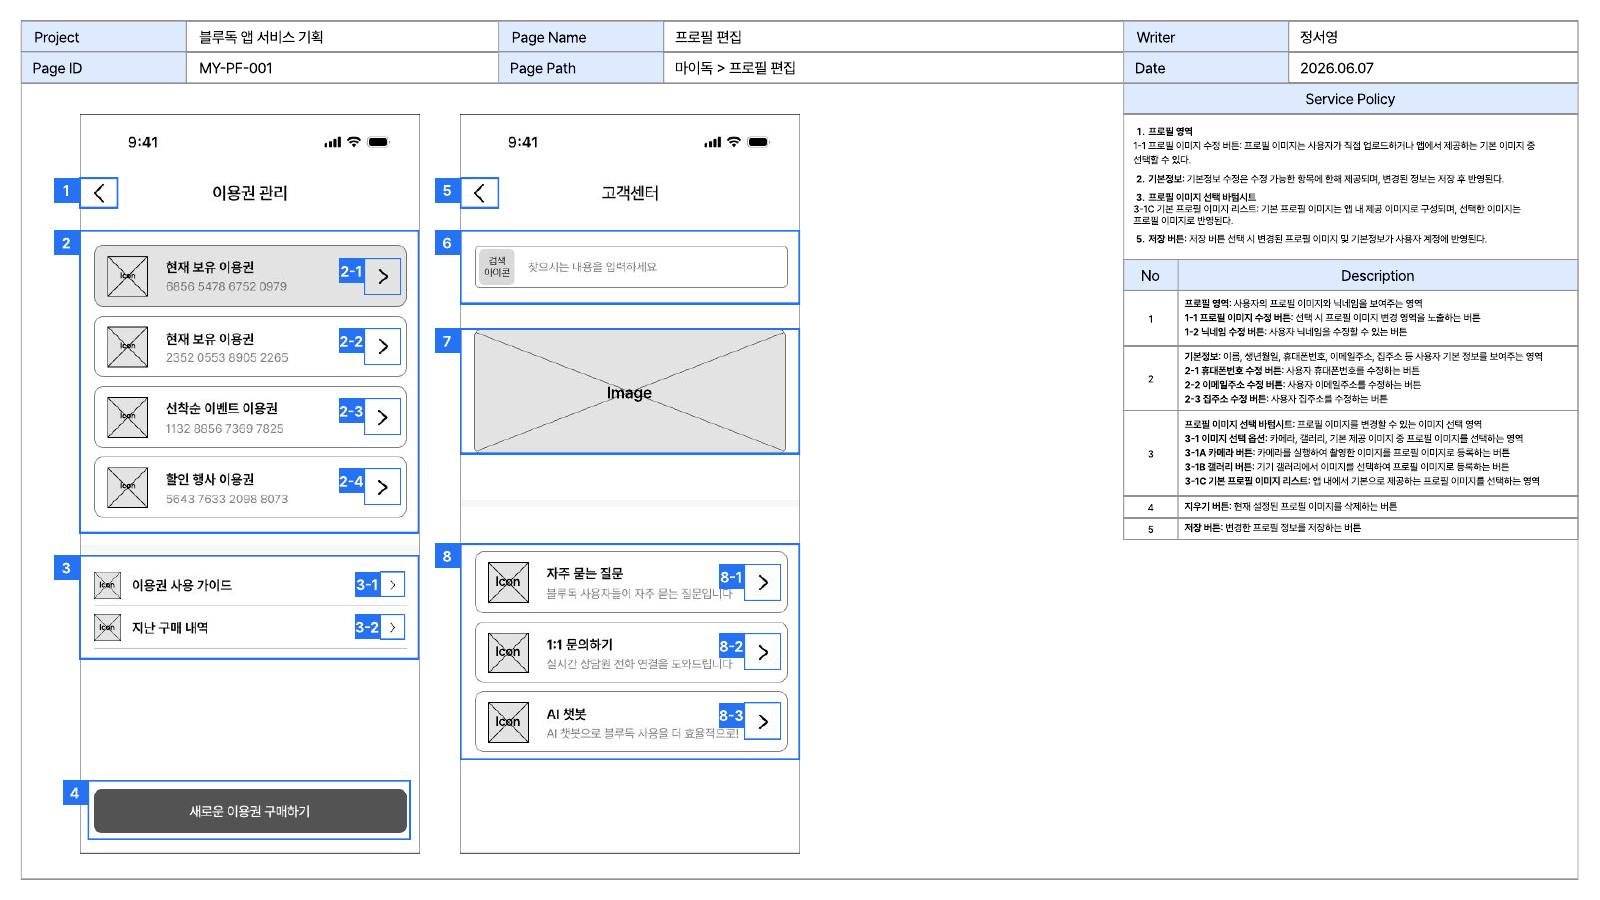 Project 블루독 앱 서비스 기획 Page Name 프로필 편집 Writer 정서영
Page ID MY-PF-001 Page Path 마이독 > 프로필 편집 Date 2026.06.07
9:41
1 이용권 관리
2
Icon 현재 보유 이용권 2-1
6856 5478 6752 0979
Icon 현재 보유 이용권 2-2
2352 0553 8905 2265
Icon 선착순 이벤트 이용권 2-3
1132 8856 7369 7825
Icon 할인 행사 이용권 2-4
5643 7633 2098 8073
3
Icon 이용권 사용 가이드 3-1
Icon 지난 구매 내역 3-2
4
새로운 이용권 구매하기
9:41
5 고객센터
6
검색
아이콘
찾으시는 내용을 입력하세요
7
Image
8
Icon 자주 묻는 질문 8-1
블루독 사용자들이 자주 묻는 질문입니다
Icon 1:1 문의하기 8-2
실시간 상담원 전화 연결을 도와드립니다
Icon AI 챗봇 8-3
AI 챗봇으로 블루독 사용을 더 효율적으로!
Service Policy
1. 프로필 영역
1-1 프로필 이미지 수정 버튼: 프로필 이미지는 사용자가 직접 업로드하거나 앱에서 제공하는 기본 이미지 중
선택할 수 있다.
2. 기본정보: 기본정보 수정은 수정 가능한 항목에 한해 제공되며, 변경된 정보는 저장 후 반영된다.
3. 프로필 이미지 선택 바텀시트
3-1C 기본 프로필 이미지 리스트: 기본 프로필 이미지는 앱 내 제공 이미지로 구성되며, 선택한 이미지는
프로필 이미지로 반영된다.
5. 저장 버튼: 저장 버튼 선택 시 변경된 프로필 이미지 및 기본정보가 사용자 계정에 반영된다.
No Description
1
프로필 영역: 사용자의 프로필 이미지와 닉네임을 보여주는 영역
1-1 프로필 이미지 수정 버튼: 선택 시 프로필 이미지 변경 영역을 노출하는 버튼
1-2 닉네임 수정 버튼: 사용자 닉네임을 수정할 수 있는 버튼
2
기본정보: 이름, 생년월일, 휴대폰번호, 이메일주소, 집주소 등 사용자 기본 정보를 보여주는 영역
2-1 휴대폰번호 수정 버튼: 사용자 휴대폰번호를 수정하는 버튼
2-2 이메일주소 수정 버튼: 사용자 이메일주소를 수정하는 버튼
2-3 집주소 수정 버튼: 사용자 집주소를 수정하는 버튼
3
프로필 이미지 선택 바텀시트: 프로필 이미지를 변경할 수 있는 이미지 선택 영역
3-1 이미지 선택 옵션: 카메라, 갤러리, 기본 제공 이미지 중 프로필 이미지를 선택하는 영역
3-1A 카메라 버튼: 카메라를 실행하여 촬영한 이미지를 프로필 이미지로 등록하는 버튼
3-1B 갤러리 버튼: 기기 갤러리에서 이미지를 선택하여 프로필 이미지로 등록하는 버튼
3-1C 기본 프로필 이미지 리스트: 앱 내에서 기본으로 제공하는 프로필 이미지를 선택하는 영역
4 지우기 버튼: 현재 설정된 프로필 이미지를 삭제하는 버튼
5 저장 버튼: 변경한 프로필 정보를 저장하는 버튼